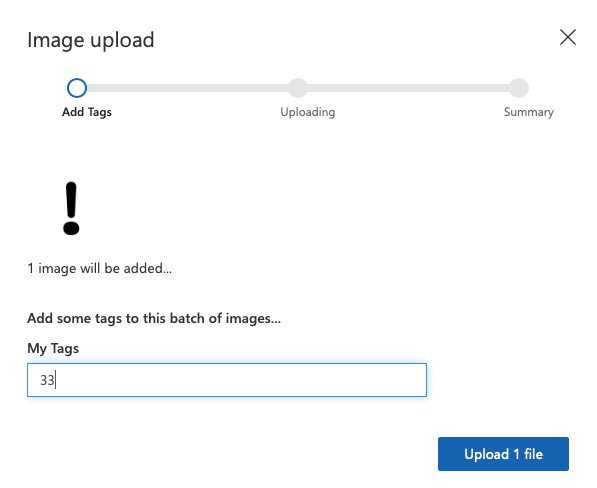 Image upload
Add Tags
Uploading
Summary
!
1 image will be added...
Add some tags to this batch of images...
My Tags
33
Upload 1 file